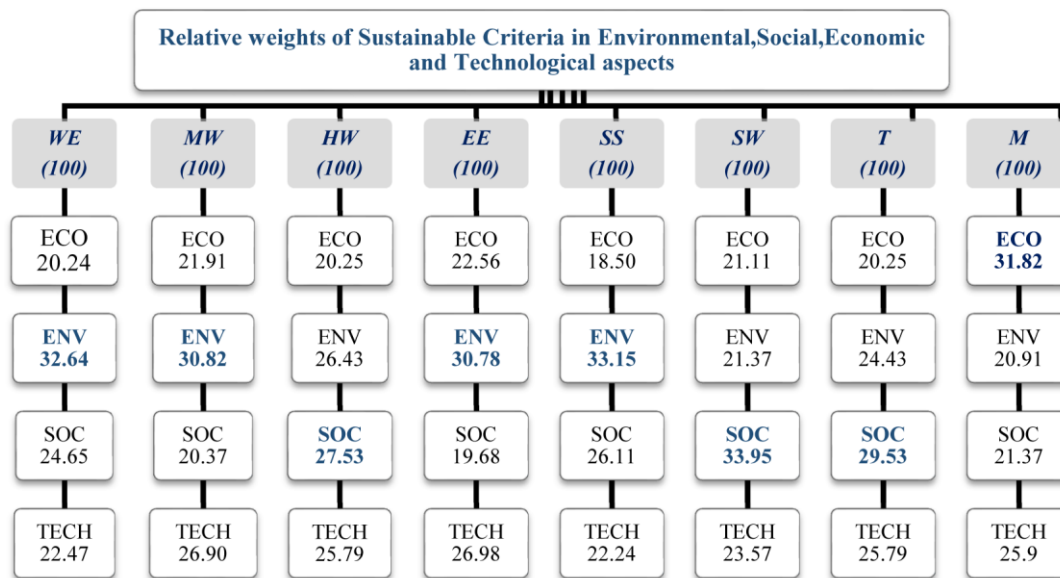 Relative weights of Sustainable Criteria in Environmental,Social,Economic
and Technological aspects
WE
(100)
MW
(100)
HW
(100)
EE
(100)
SS
(100)
SW
(100)
T
(100)
M
(100)
ECO
20.24
ECO
21.91
ECO
20.25
ECO
22.56
ECO
18.50
ECO
21.11
ECO
20.25
ECO
31.82
ENV
32.64
ENV
30.82
ENV
26.43
ENV
30.78
ENV
33.15
ENV
21.37
ENV
24.43
ENV
20.91
SOC
24.65
SOC
20.37
SOC
27.53
SOC
19.68
SOC
26.11
SOC
33.95
SOC
29.53
SOC
21.37
TECH
22.47
TECH
26.90
TECH
25.79
TECH
26.98
TECH
22.24
TECH
23.57
TECH
25.79
TECH
25.9